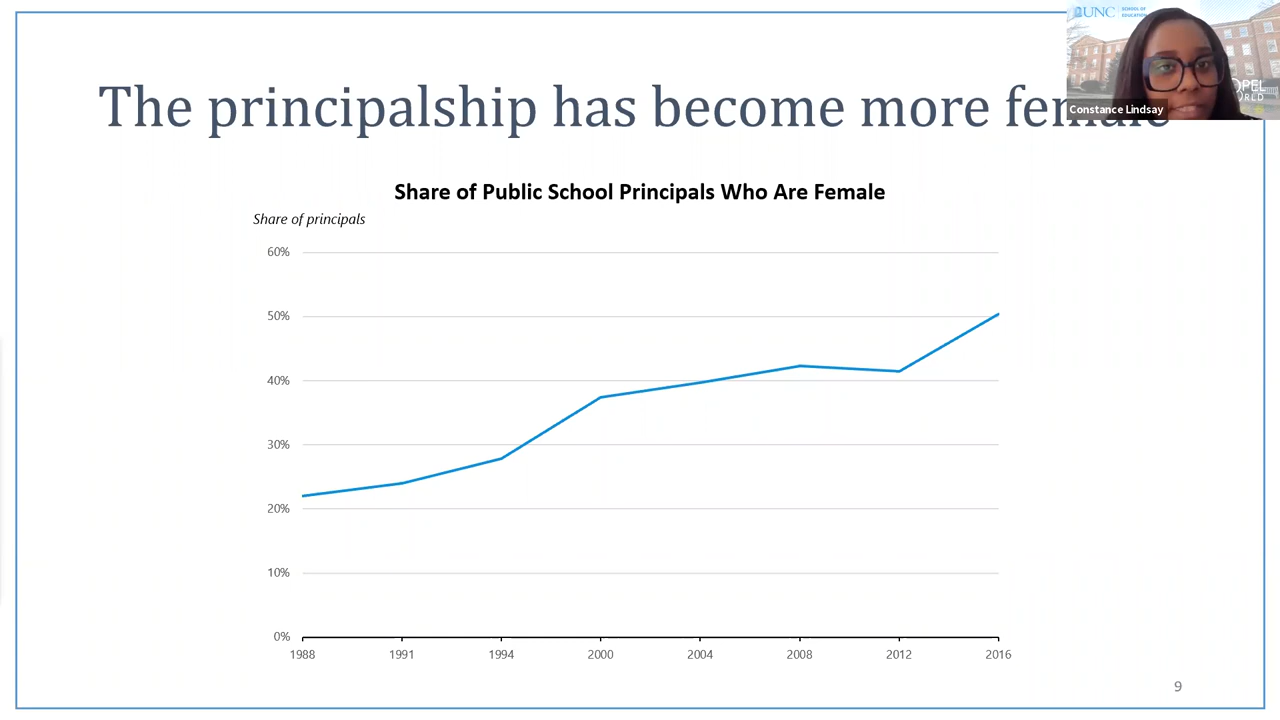 UNC SCHOOL OF
EDUCATION
Constance Lindsay
The principalship has become more female
Share of Public School Principals Who Are Female
Share of principals
60%
50%
40%
30%
20%
10%
0%
1988 1991 1994 2000 2004 2008 2012 2016
9